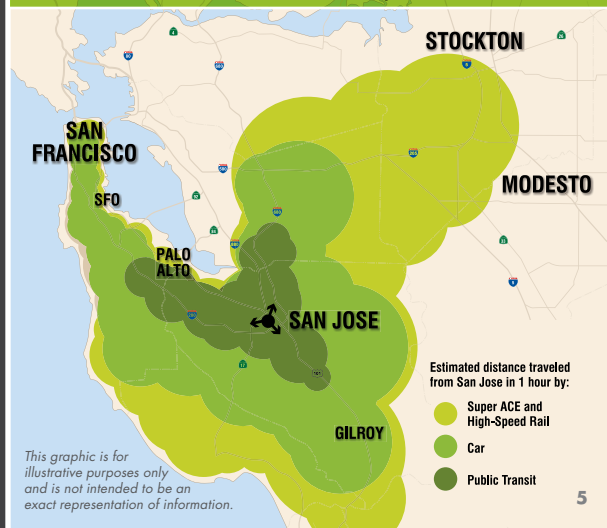 STOCKTON
SAN
FRANCISCO
SFO
MODESTO
PALO
ALTO
SAN JOSE
GILROY
Estimated distance traveled
from San Jose in 1 hour by:
Super ACE and
High-Speed Rail
Car
Public Transit
This graphic is for
illustrative purposes only
and is not intended to be an
exact representation of information.
5